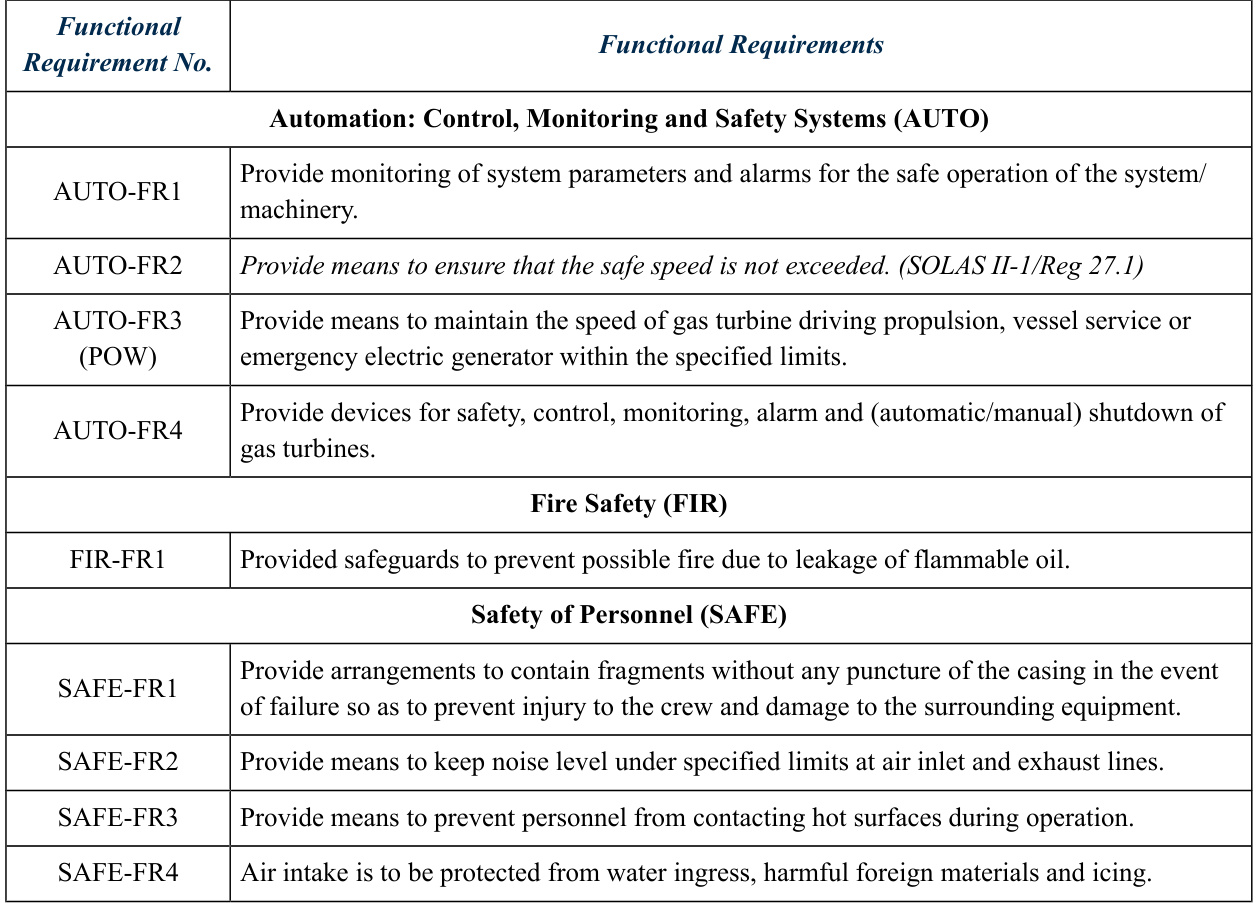 Functional
Requirement No.
Functional Requirements
Automation: Control, Monitoring and Safety Systems (AUTO)
AUTO-FR1
Provide monitoring of system parameters and alarms for the safe operation of the system/
machinery.
AUTO-FR2
Provide means to ensure that the safe speed is not exceeded. (SOLAS II-1/Reg 27.1)
AUTO-FR3
(POW)
Provide means to maintain the speed of gas turbine driving propulsion, vessel service or
emergency electric generator within the specified limits.
AUTO-FR4
Provide devices for safety, control, monitoring, alarm and (automatic/manual) shutdown of
gas turbines.
Fire Safety (FIR)
FIR-FR1
Provided safeguards to prevent possible fire due to leakage of flammable oil.
Safety of Personnel (SAFE)
SAFE-FR1
Provide arrangements to contain fragments without any puncture of the casing in the event
of failure so as to prevent injury to the crew and damage to the surrounding equipment.
SAFE-FR2
Provide means to keep noise level under specified limits at air inlet and exhaust lines.
SAFE-FR3
Provide means to prevent personnel from contacting hot surfaces during operation.
SAFE-FR4
Air intake is to be protected from water ingress, harmful foreign materials and icing.